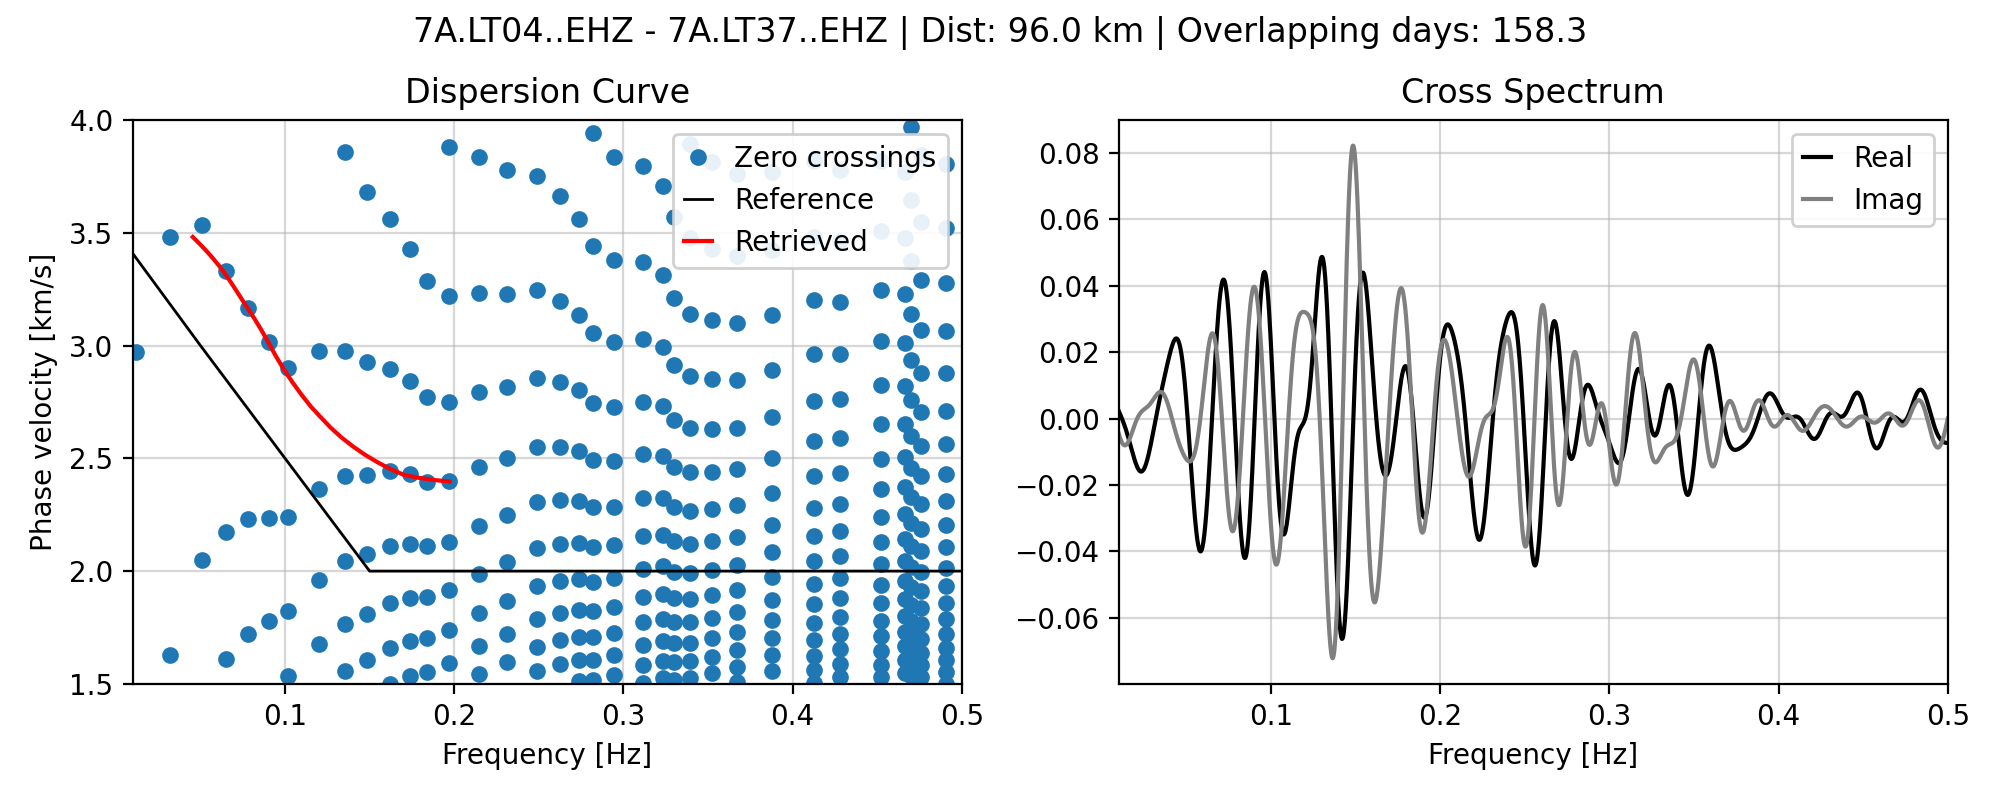 7A.LT04..EHZ - 7A.LT37..EHZ | Dist: 96.0 km | Overlapping days: 158.3
Dispersion Curve
4.0
3.5
3.0
2.5
2.0
1.5
Phase velocity [km/s]
0.1 0.2 0.3 0.4 0.5
Frequency [Hz]
Zero crossings
Reference
Retrieved
Cross Spectrum
0.08
0.06
0.04
0.02
0.00
−0.02
−0.04
−0.06
0.1 0.2 0.3 0.4 0.5
Frequency [Hz]
Real
Imag